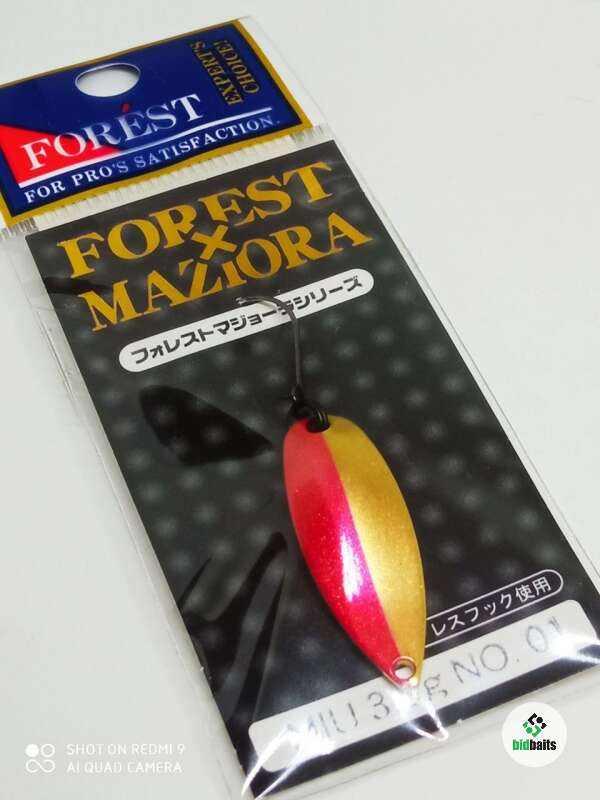 EXPERT'S
CHOICE!
FORÉST
FOR PRO'S SATISFACTION.
FOREST
×
MAZIORA
フォレストマジョーラシリーズ
レスフック使用
MIU g NO. 01
SHOT ON REDMI 9
AI QUAD CAMERA
bidbaits